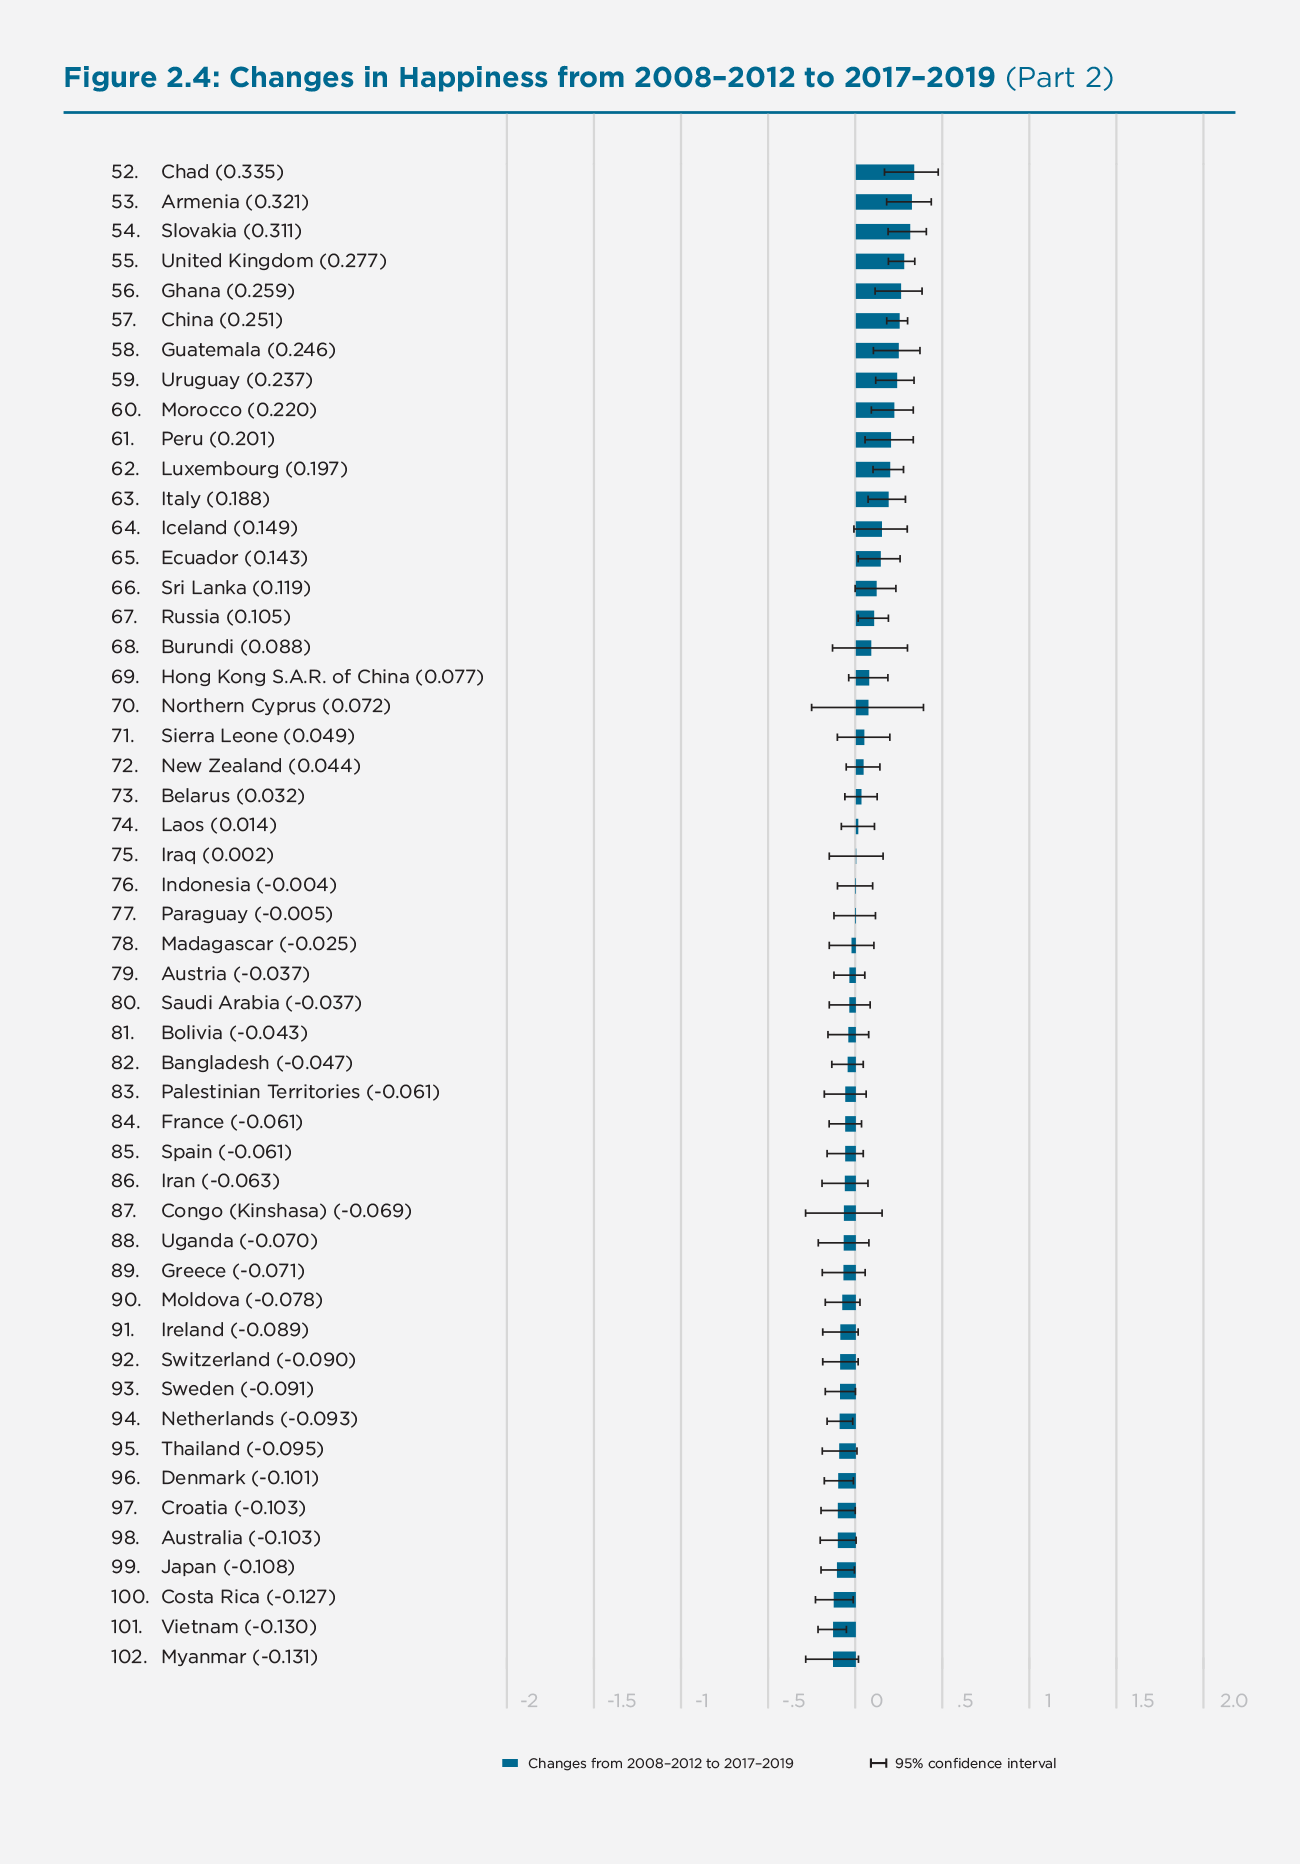 Figure 2.4: Changes in Happiness from 2008–2012 to 2017–2019 (Part 2)
52. Chad (0.335)
53. Armenia (0.321)
54. Slovakia (0.311)
55. United Kingdom (0.277)
56. Ghana (0.259)
57. China (0.251)
58. Guatemala (0.246)
59. Uruguay (0.237)
60. Morocco (0.220)
61. Peru (0.201)
62. Luxembourg (0.197)
63. Italy (0.188)
64. Iceland (0.149)
65. Ecuador (0.143)
66. Sri Lanka (0.119)
67. Russia (0.105)
68. Burundi (0.088)
69. Hong Kong S.A.R. of China (0.077)
70. Northern Cyprus (0.072)
71. Sierra Leone (0.049)
72. New Zealand (0.044)
73. Belarus (0.032)
74. Laos (0.014)
75. Iraq (0.002)
76. Indonesia (-0.004)
77. Paraguay (-0.005)
78. Madagascar (-0.025)
79. Austria (-0.037)
80. Saudi Arabia (-0.037)
81. Bolivia (-0.043)
82. Bangladesh (-0.047)
83. Palestinian Territories (-0.061)
84. France (-0.061)
85. Spain (-0.061)
86. Iran (-0.063)
87. Congo (Kinshasa) (-0.069)
88. Uganda (-0.070)
89. Greece (-0.071)
90. Moldova (-0.078)
91. Ireland (-0.089)
92. Switzerland (-0.090)
93. Sweden (-0.091)
94. Netherlands (-0.093)
95. Thailand (-0.095)
96. Denmark (-0.101)
97. Croatia (-0.103)
98. Australia (-0.103)
99. Japan (-0.108)
100. Costa Rica (-0.127)
101. Vietnam (-0.130)
102. Myanmar (-0.131)
-2 -1.5 -1 -.5 0 .5 1 1.5 2.0
Changes from 2008–2012 to 2017–2019 95% confidence interval